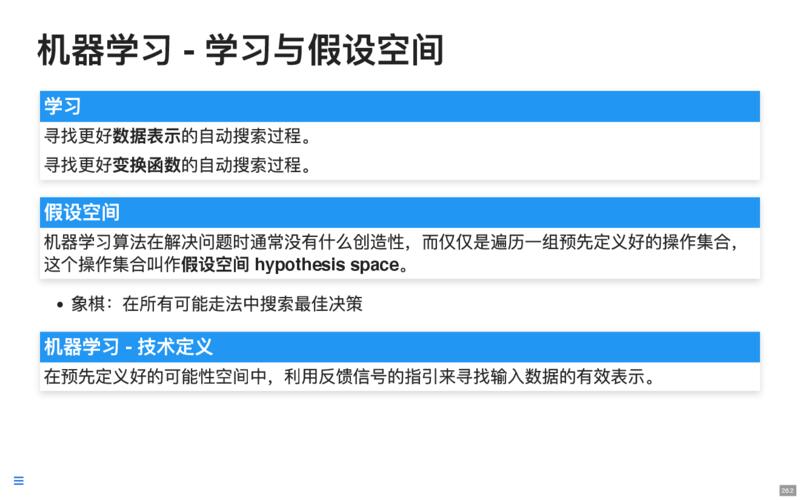 机器学习 - 学习与假设空间
学习
寻找更好数据表示的自动搜索过程。
寻找更好变换函数的自动搜索过程。
假设空间
机器学习算法在解决问题时通常没有什么创造性，而仅仅是遍历一组预先定义好的操作集合，
这个操作集合叫作假设空间 hypothesis space。
• 象棋：在所有可能走法中搜索最佳决策
机器学习 - 技术定义
在预先定义好的可能性空间中，利用反馈信号的指引来寻找输入数据的有效表示。
26.2